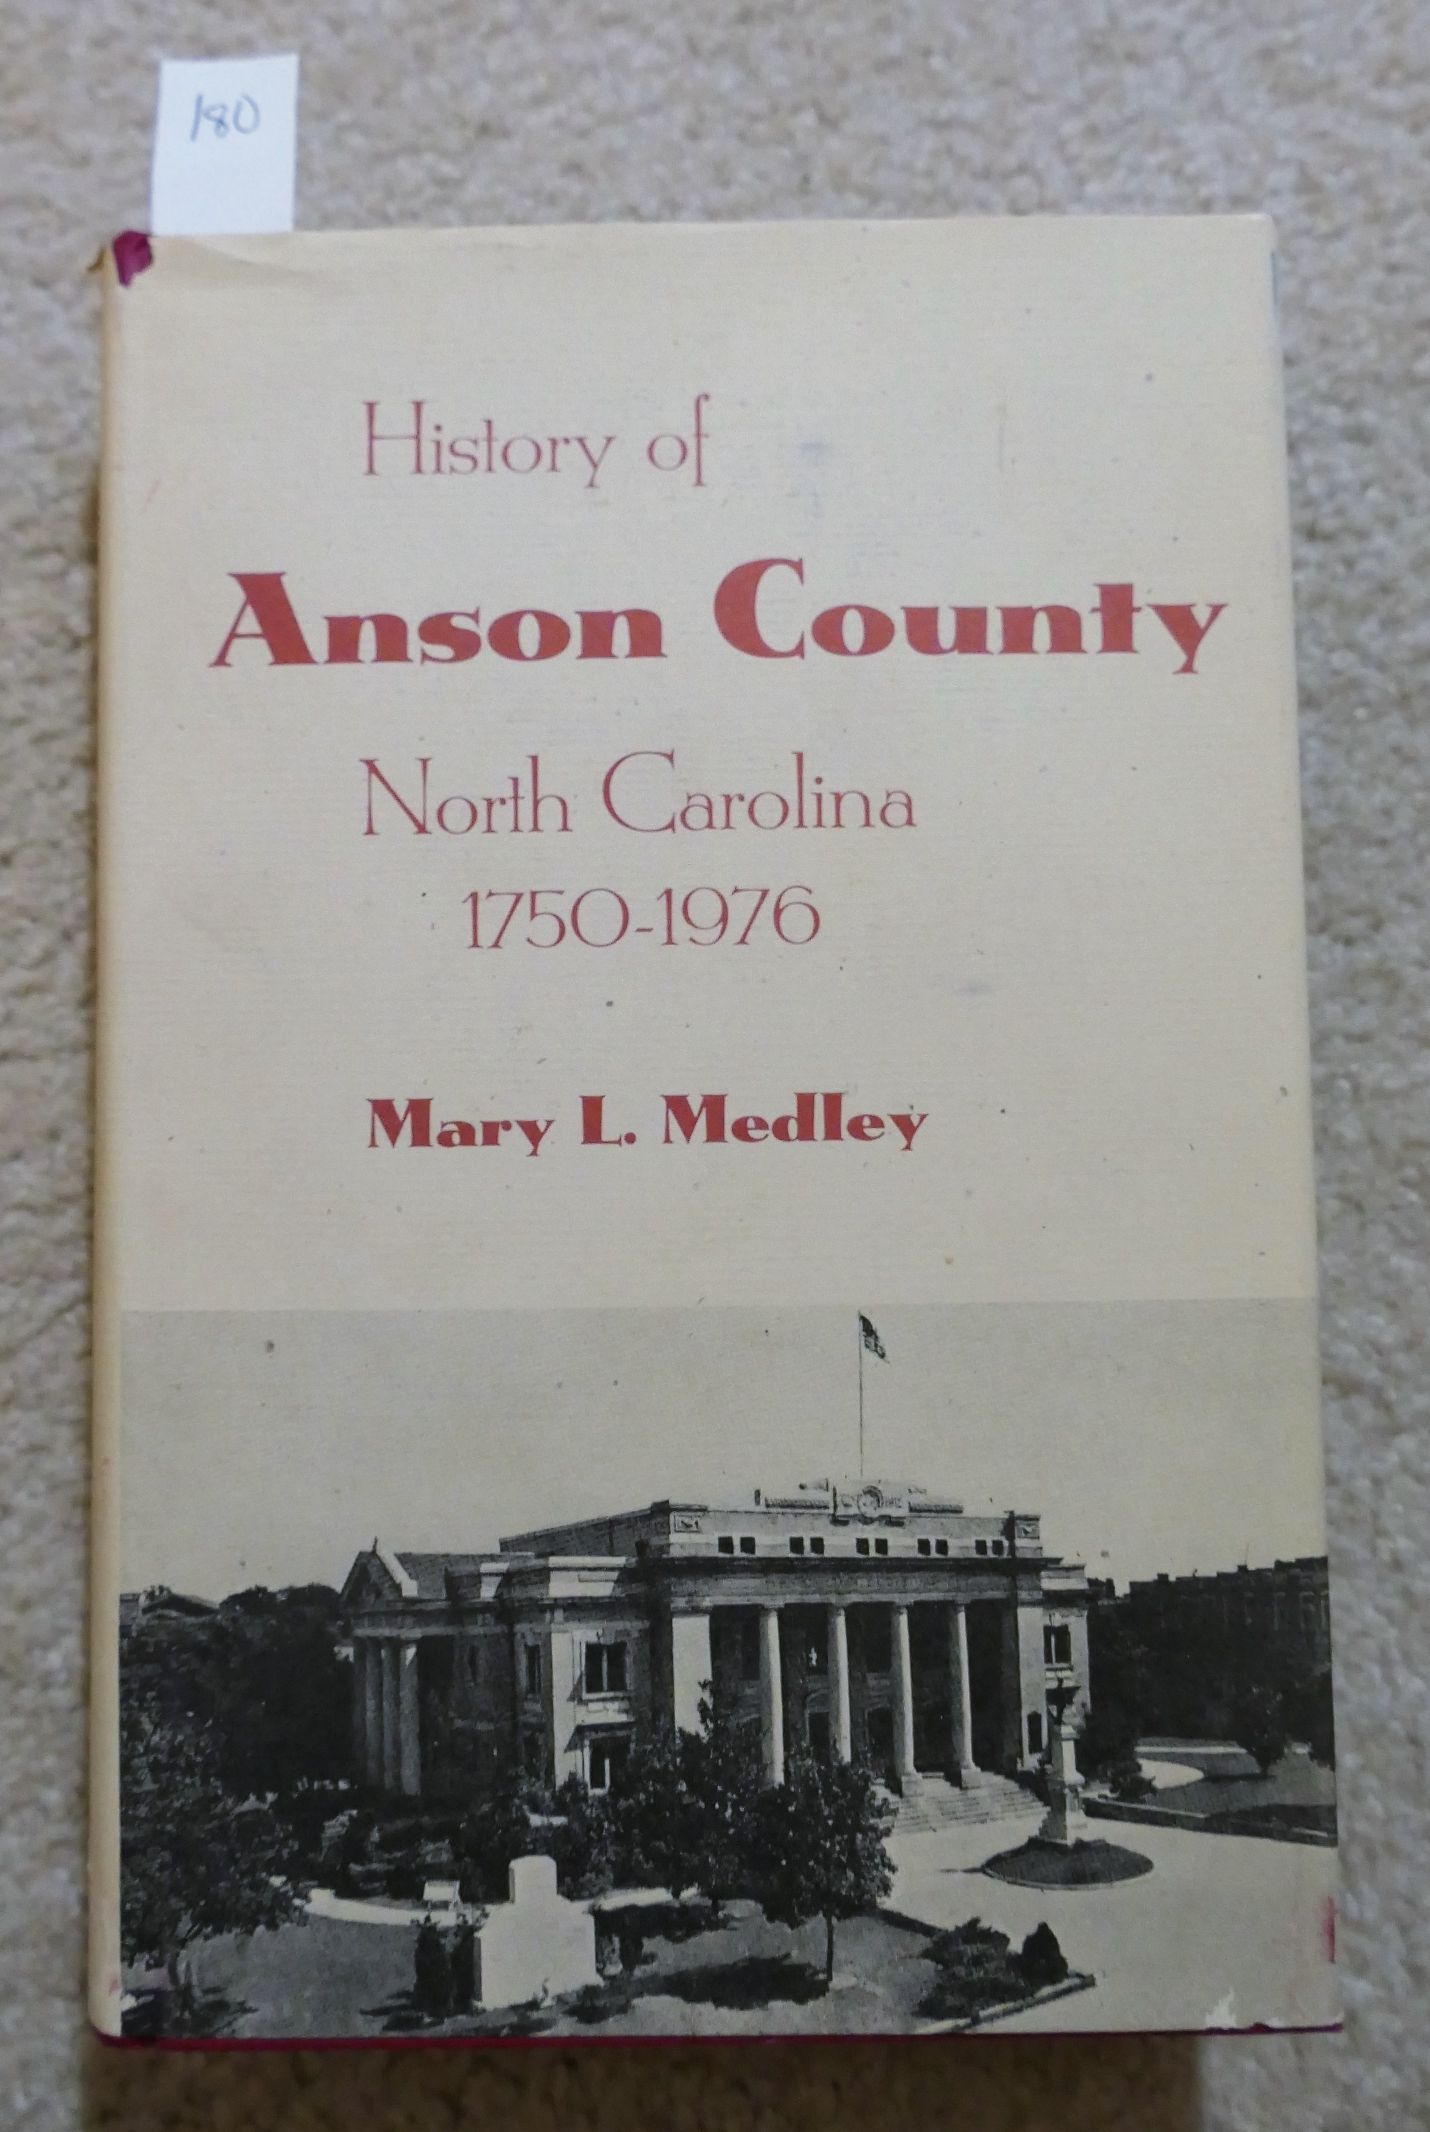 180
History of
Anson County
North Carolina
1750-1976
Mary L. Medley